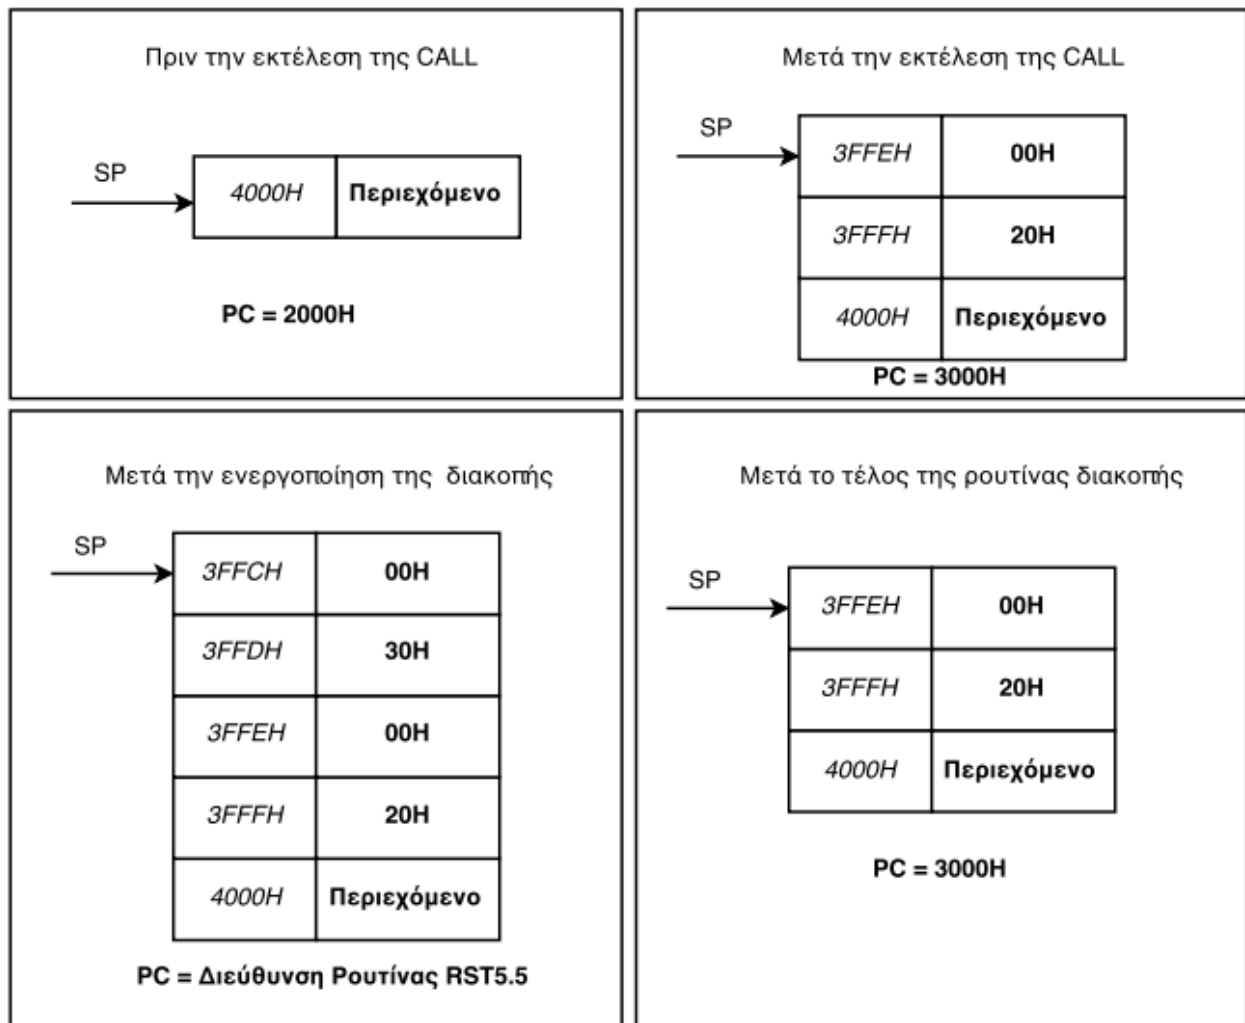 Πριν την εκτέλεση της CALL
SP
4000H Περιεχόμενο
PC = 2000H
Μετά την εκτέλεση της CALL
SP
3FFEH 00H
3FFFH 20H
4000H Περιεχόμενο
PC = 3000H
Μετά την ενεργοποίηση της διακοπής
SP
3FFCH 00H
3FFDH 30H
3FFEH 00H
3FFFH 20H
4000H Περιεχόμενο
PC = Διεύθυνση Ρουτίνας RST5.5
Μετά το τέλος της ρουτίνας διακοπής
SP
3FFEH 00H
3FFFH 20H
4000H Περιεχόμενο
PC = 3000H